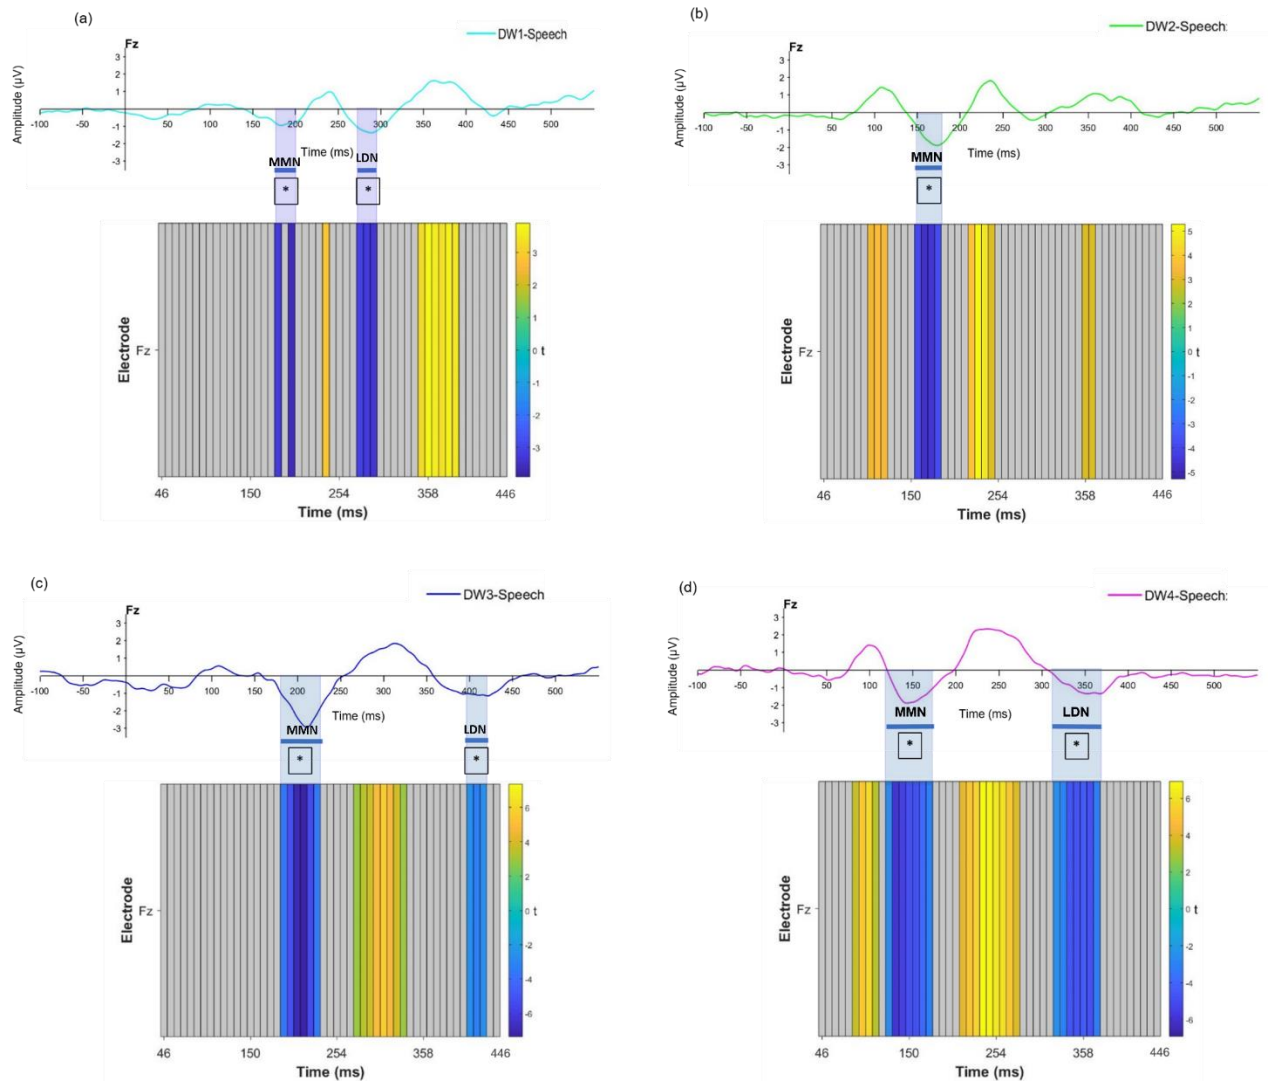 (a)
DW1-Speech
Fz
Amplitude (µV)
3
2
1
-100 -50 50 100 150 200 250 300 350 400 450 500
-1
-2
-3
Time (ms)
MMN LDN
* *
Electrode
Fz
3
2
1
0 t
-1
-2
-3
46 150 254 358 446
Time (ms)
(b)
DW2-Speech:
Fz
Amplitude (µV)
3
2
1
-100 -50 50 100 150 200 250 300 350 400 450 500
-1
-2
-3
Time (ms)
MMN
*
Electrode
Fz
5
4
3
2
1
0 t
-1
-2
-3
-4
-5
46 150 254 358 446
Time (ms)
(c)
DW3-Speech
Fz
Amplitude (µV)
3
2
1
-100 -50 50 100 150 200 250 300 350 400 450 500
-1
-2
-3
Time (ms)
MMN LDN
* *
Electrode
Fz
6
4
2
0 t
-2
-4
-6
46 150 254 358 446
Time (ms)
(d)
DW4-Speech:
Fz
Amplitude (µV)
3
2
1
-100 -50 50 100 150 200 250 300 350 400 450 500
-1
-2
-3
MMN Time (ms) LDN
* *
Electrode
Fz
6
4
2
0 t
-2
-4
-6
46 150 254 358 446
Time (ms)